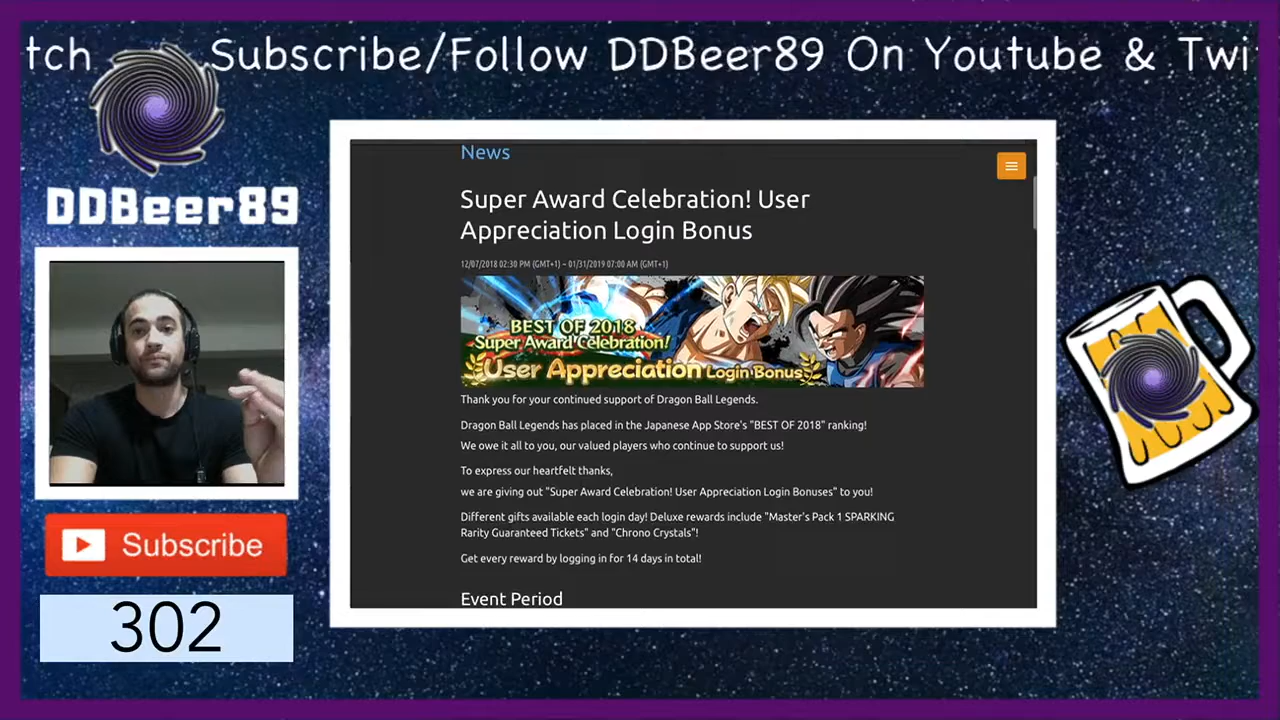 tch Subscribe/Follow DDBeer89 On Youtube & Twi
DDBeer89
Subscribe
302
News
Super Award Celebration! User
Appreciation Login Bonus
12/07/2018 02:30 PM (GMT+1) ~ 01/31/2019 07:00 AM (GMT+1)
BEST OF 2018
Super Award Celebration!
User Appreciation Login Bonus
Thank you for your continued support of Dragon Ball Legends.
Dragon Ball Legends has placed in the Japanese App Store's "BEST OF 2018" ranking!
We owe it all to you, our valued players who continue to support us!
To express our heartfelt thanks,
we are giving out "Super Award Celebration! User Appreciation Login Bonuses" to you!
Different gifts available each login day! Deluxe rewards include "Master's Pack 1 SPARKING
Rarity Guaranteed Tickets" and "Chrono Crystals"!
Get every reward by logging in for 14 days in total!
Event Period